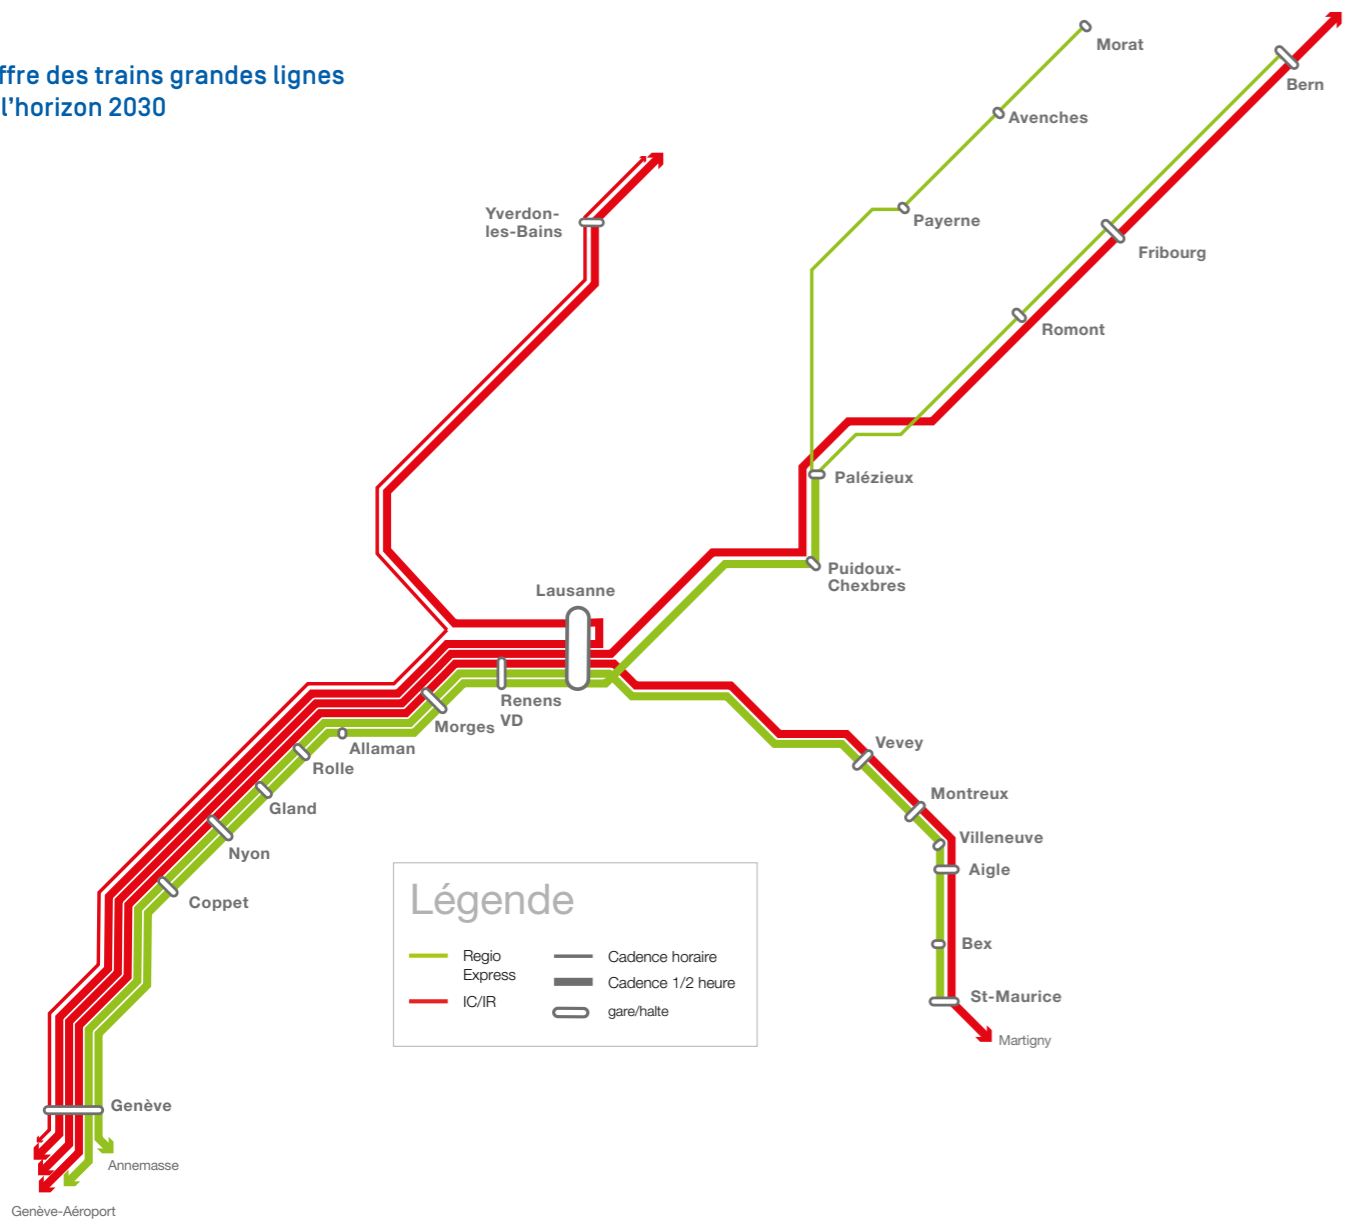 ffre des trains grandes lignes
l'horizon 2030
Morat
Bern
Avenches
Yverdon-
les-Bains
Payerne
Fribourg
Romont
Palézieux
Puidoux-
Chexbres
Lausanne
Renens
VD
Morges
Allaman
Rolle
Gland
Nyon
Coppet
Vevey
Montreux
Villeneuve
Aigle
Bex
St-Maurice
Martigny
Légende
Regio
Express
IC/IR
Cadence horaire
Cadence 1/2 heure
gare/halte
Genève
Annemasse
Genève-Aéroport